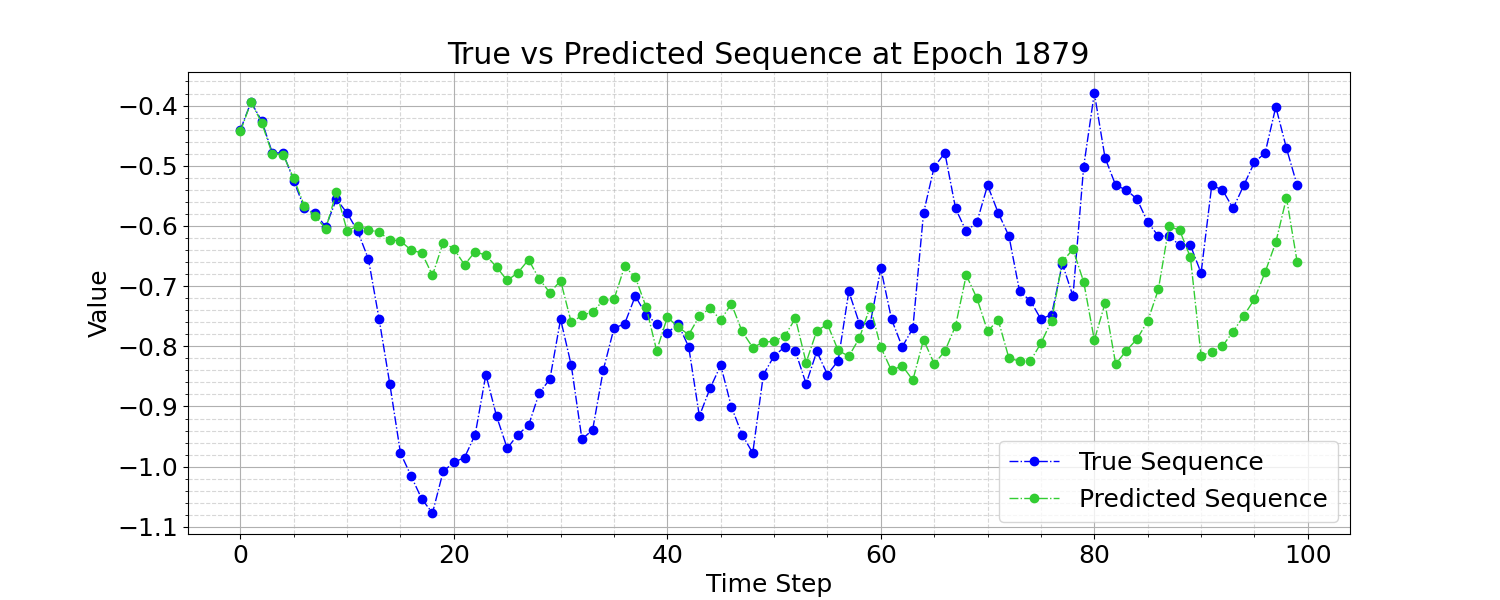 True vs Predicted Sequence at Epoch 1879
Value
−0.4
−0.5
−0.6
−0.7
−0.8
−0.9
−1.0
−1.1
True Sequence
Predicted Sequence
0 20 40 60 80 100
Time Step